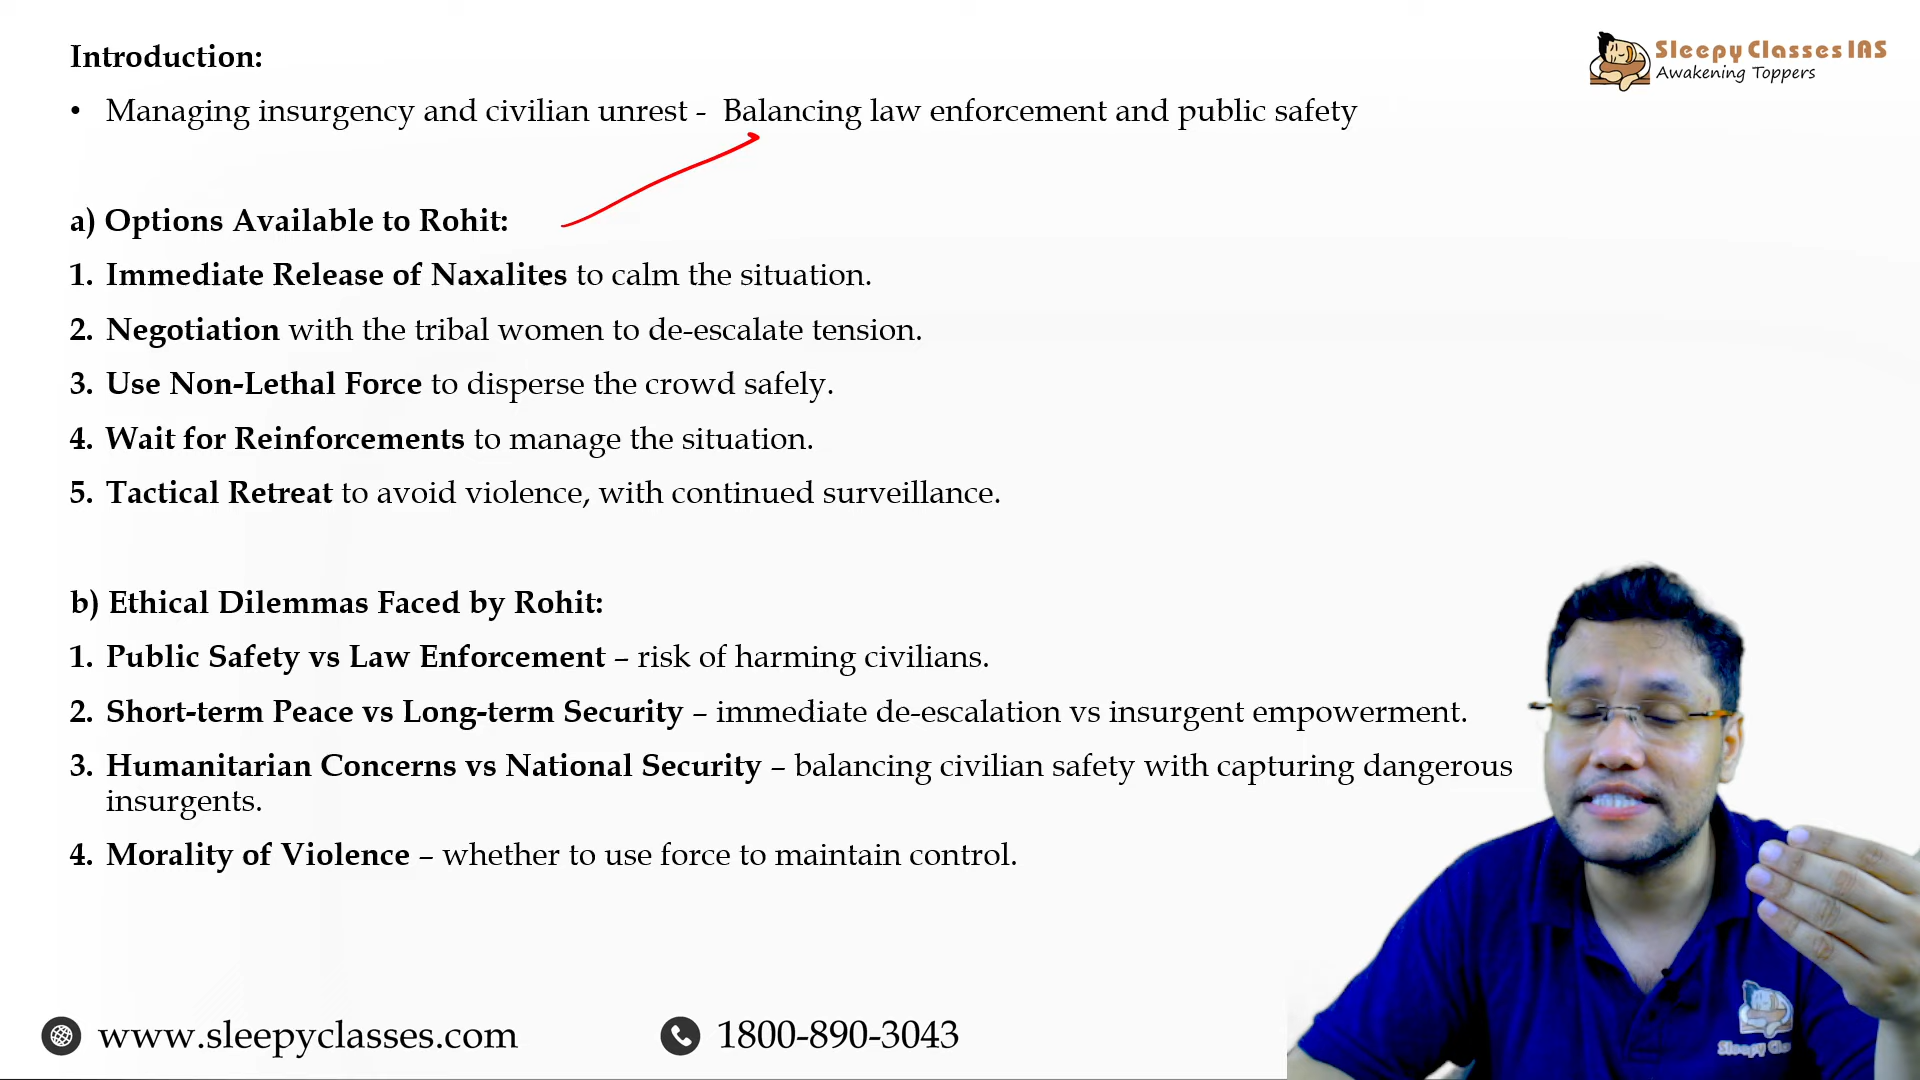 Introduction:
• Managing insurgency and civilian unrest - Balancing law enforcement and public safety
Sleepy Classes IAS
Awakening Toppers
a) Options Available to Rohit:
1. Immediate Release of Naxalites to calm the situation.
2. Negotiation with the tribal women to de-escalate tension.
3. Use Non-Lethal Force to disperse the crowd safely.
4. Wait for Reinforcements to manage the situation.
5. Tactical Retreat to avoid violence, with continued surveillance.
b) Ethical Dilemmas Faced by Rohit:
1. Public Safety vs Law Enforcement – risk of harming civilians.
2. Short-term Peace vs Long-term Security – immediate de-escalation vs insurgent empowerment.
3. Humanitarian Concerns vs National Security – balancing civilian safety with capturing dangerous
insurgents.
4. Morality of Violence – whether to use force to maintain control.
www.sleepyclasses.com
1800-890-3043